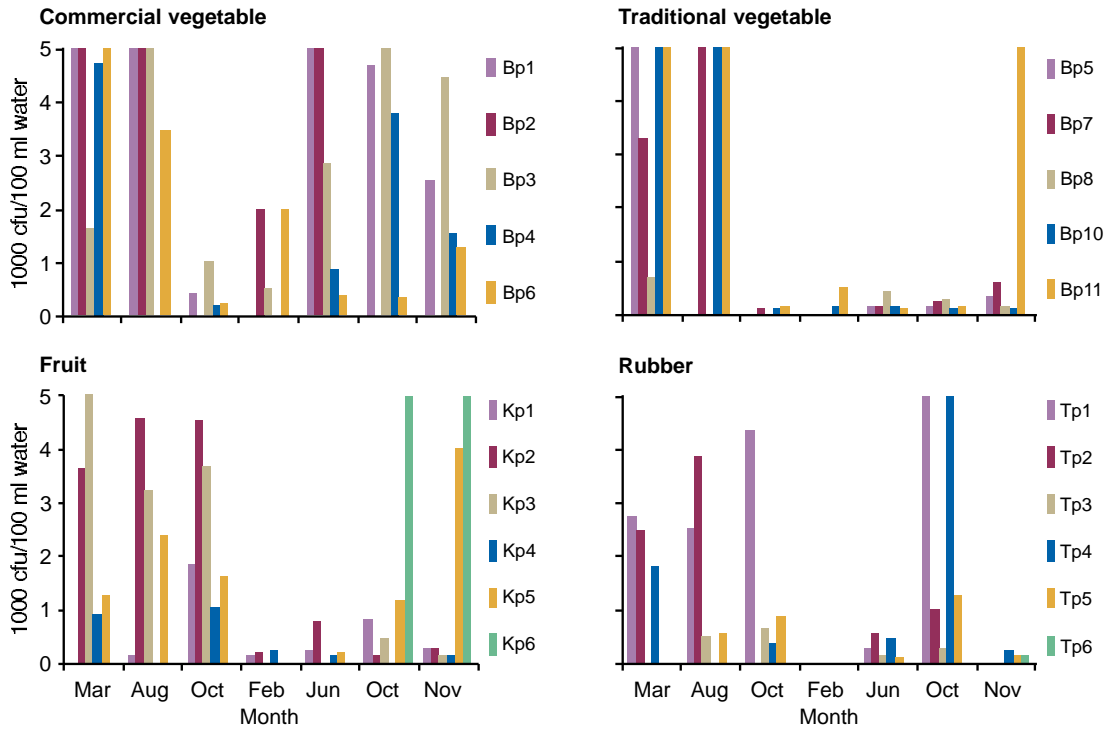 Commercial vegetable
5
4
3
2
1
0
1000 cfu/100 ml water
Bp1
Bp2
Bp3
Bp4
Bp6
Traditional vegetable
Bp5
Bp7
Bp8
Bp10
Bp11
Fruit
5
4
3
2
1
0
1000 cfu/100 ml water
Mar Aug Oct Feb Jun Oct Nov
Month
Kp1
Kp2
Kp3
Kp4
Kp5
Kp6
Rubber
Mar Aug Oct Feb Jun Oct Nov
Month
Tp1
Tp2
Tp3
Tp4
Tp5
Tp6